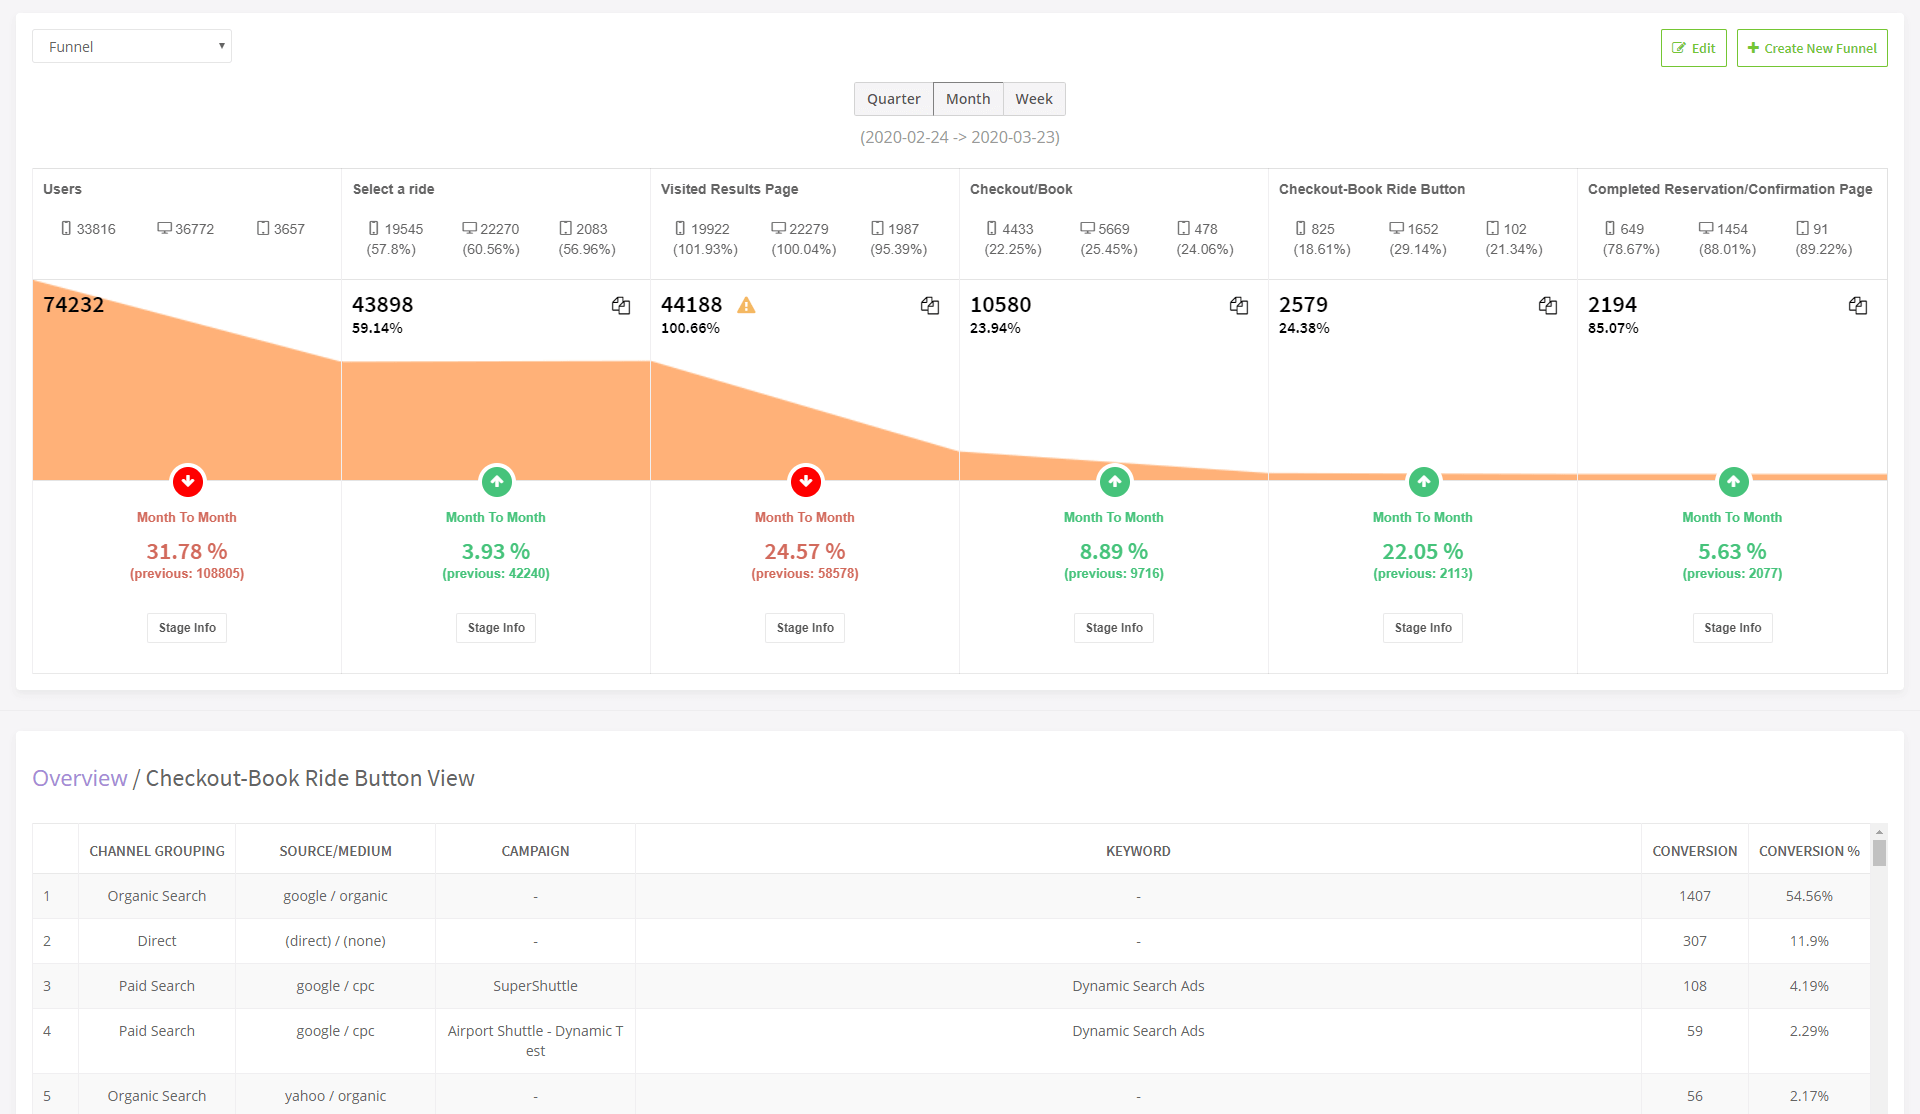 Funnel
Edit
Create New Funnel
Quarter Month Week
(2020-02-24 -> 2020-03-23)
Users
33816 36772 3657
74232
Month To Month
31.78 %
(previous: 108805)
Stage Info
Select a ride
19545 22270 2083
(57.8%) (60.56%) (56.96%)
43898
59.14%
Month To Month
3.93 %
(previous: 42240)
Stage Info
Visited Results Page
19922 22279 1987
(101.93%) (100.04%) (95.39%)
44188
100.66%
Month To Month
24.57 %
(previous: 58578)
Stage Info
Checkout/Book
4433 5669 478
(22.25%) (25.45%) (24.06%)
10580
23.94%
Month To Month
8.89 %
(previous: 9716)
Stage Info
Checkout-Book Ride Button
825 1652 102
(18.61%) (29.14%) (21.34%)
2579
24.38%
Month To Month
22.05 %
(previous: 2113)
Stage Info
Completed Reservation/Confirmation Page
649 1454 91
(78.67%) (88.01%) (89.22%)
2194
85.07%
Month To Month
5.63 %
(previous: 2077)
Stage Info
Overview / Checkout-Book Ride Button View
CHANNEL GROUPING SOURCE/MEDIUM CAMPAIGN KEYWORD CONVERSION CONVERSION %
1 Organic Search google / organic - - 1407 54.56%
2 Direct (direct) / (none) - - 307 11.9%
3 Paid Search google / cpc SuperShuttle Dynamic Search Ads 108 4.19%
4 Paid Search google / cpc Airport Shuttle - Dynamic T Dynamic Search Ads 59 2.29%
est
5 Organic Search yahoo / organic - - 56 2.17%